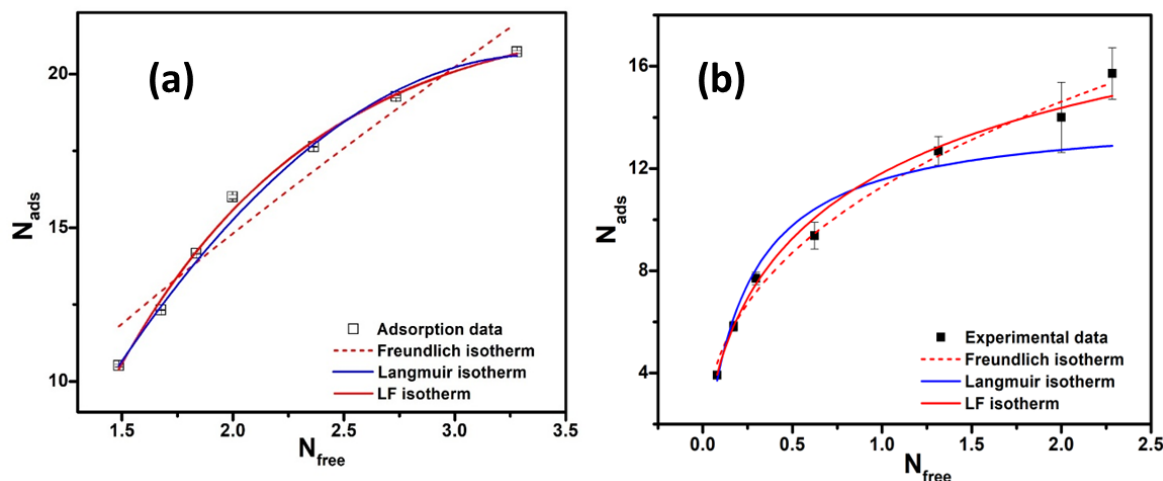 (a)
N_ads
20
15
10
Adsorption data
Freundlich isotherm
Langmuir isotherm
LF isotherm
1.5 2.0 2.5 3.0 3.5
N_free
(b)
N_ads
16
12
8
4
Experimental data
Freundlich isotherm
Langmuir isotherm
LF isotherm
0.0 0.5 1.0 1.5 2.0 2.5
N_free